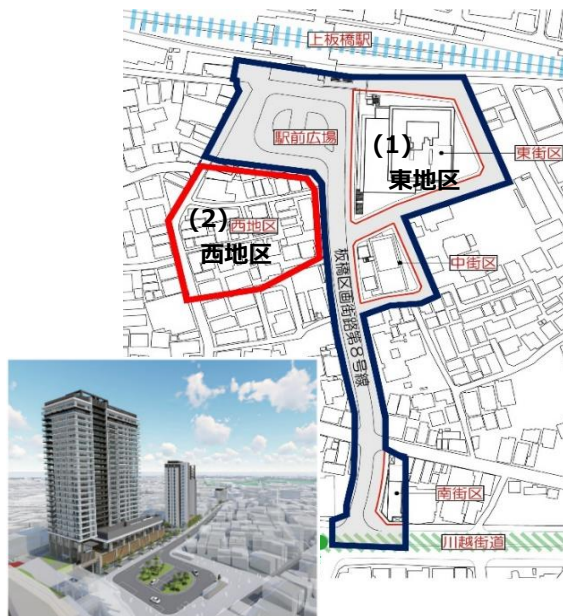 上板橋駅
駅前広場
(1)
東地区
東街区
(2)
西地区
西地区
中街区
板橋区画街路第8号線
南街区
川越街道